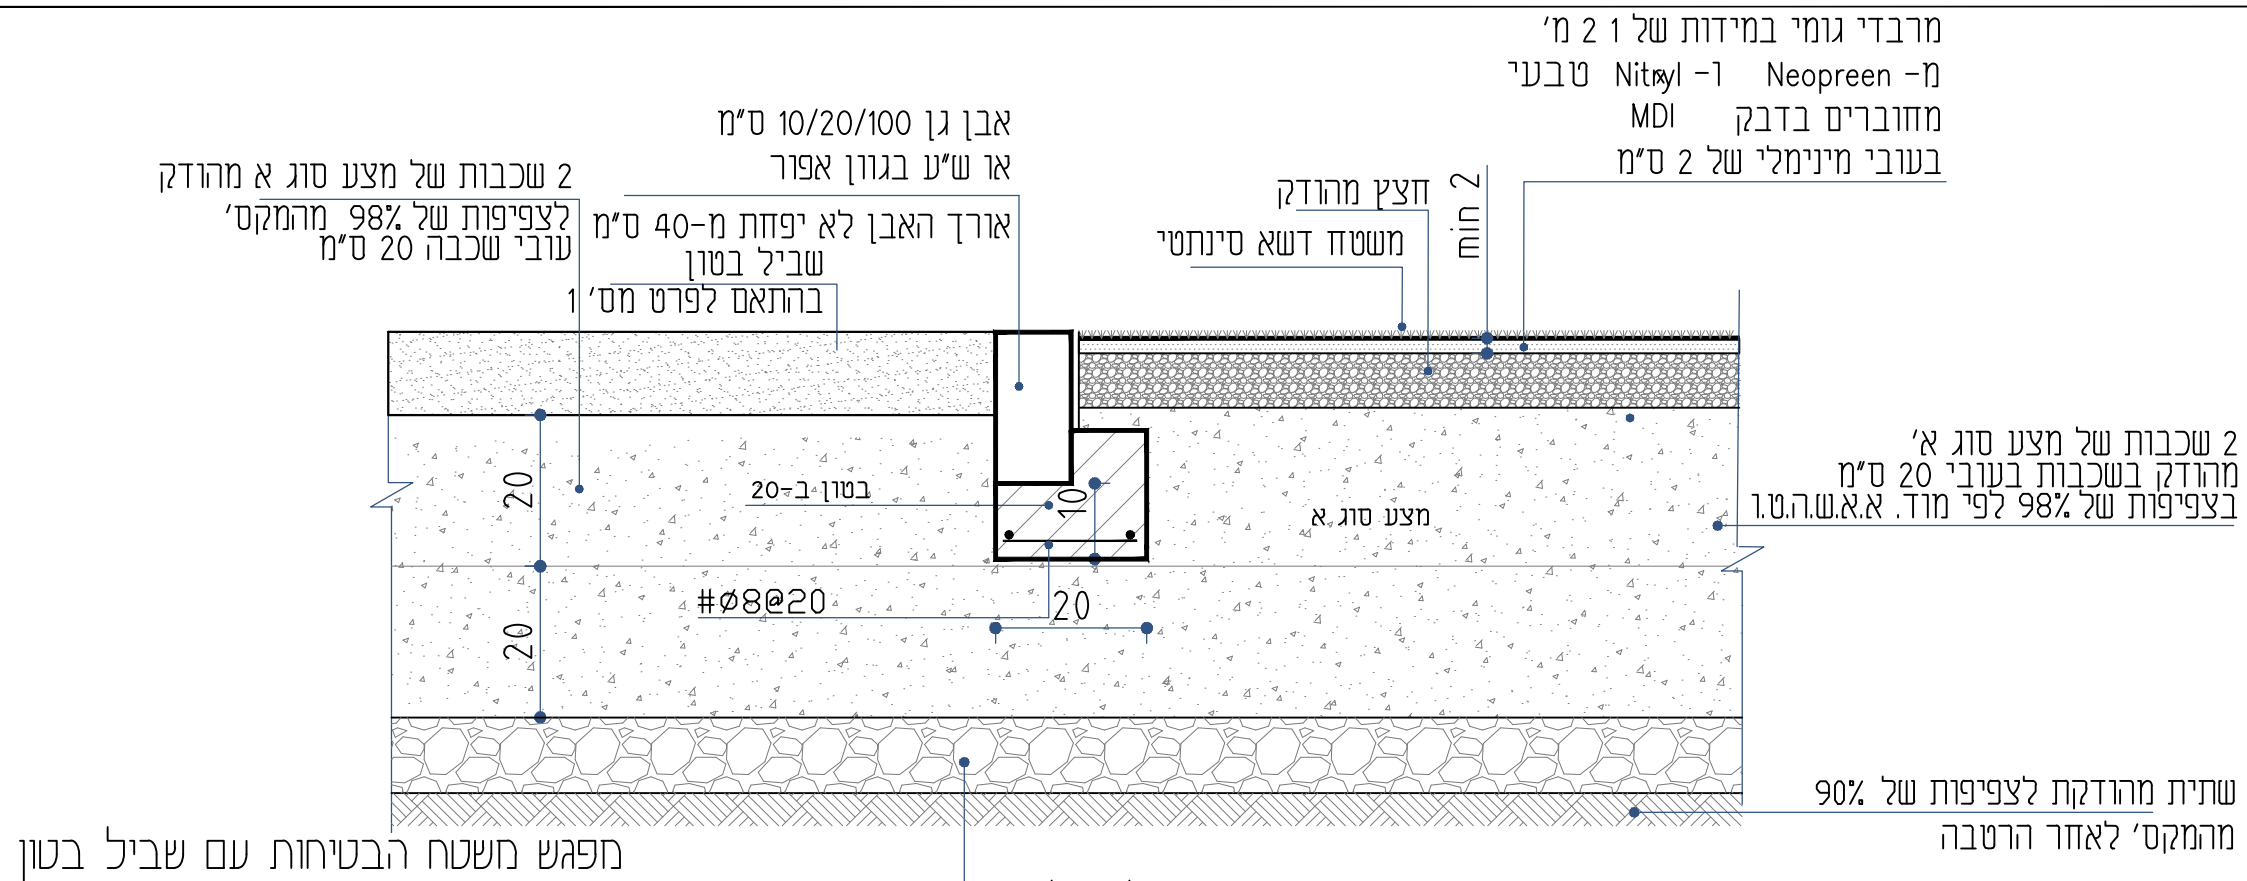 מרבדי גומי במידות של 1 2 מ'
מ- Neopreen ו- Nitryl טבעי
מחוברים בדבק MDI
בעובי מינימלי של 2 ס"מ
אבן גן 10/20/100 ס"מ
או ש"ע בגוון אפור
אורך האבן לא יפחת מ-40 ס"מ
2 שכבות של מצע סוג א מהודק
לצפיפות של 98% מהמקס'
עובי שכבה 20 ס"מ
שביל בטון
בהתאם לפרט מס' 1
חצץ מהודק
משטח דשא סינתטי
min 2
2 שכבות של מצע סוג א'
מהודק בשכבות בעובי 20 ס"מ
בצפיפות של 98% לפי מוד. א.א.ש.ה.ט.ו
20
בטון ב-20
10
מצע סוג א
#Ø8@20
20
20
שתית מהודקת לצפיפות של 90%
מהמקס' לאחר הרטבה
מפגש משטח הבטיחות עם שביל בטון